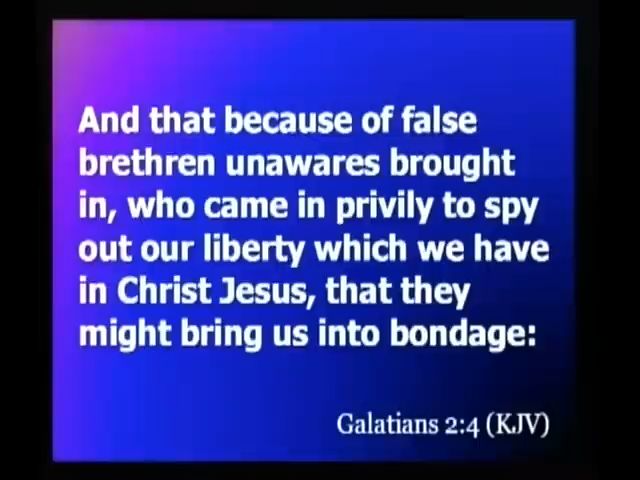 And that because of false
brethren unawares brought
in, who came in privily to spy
out our liberty which we have
in Christ Jesus, that they
might bring us into bondage:
Galatians 2:4 (KJV)